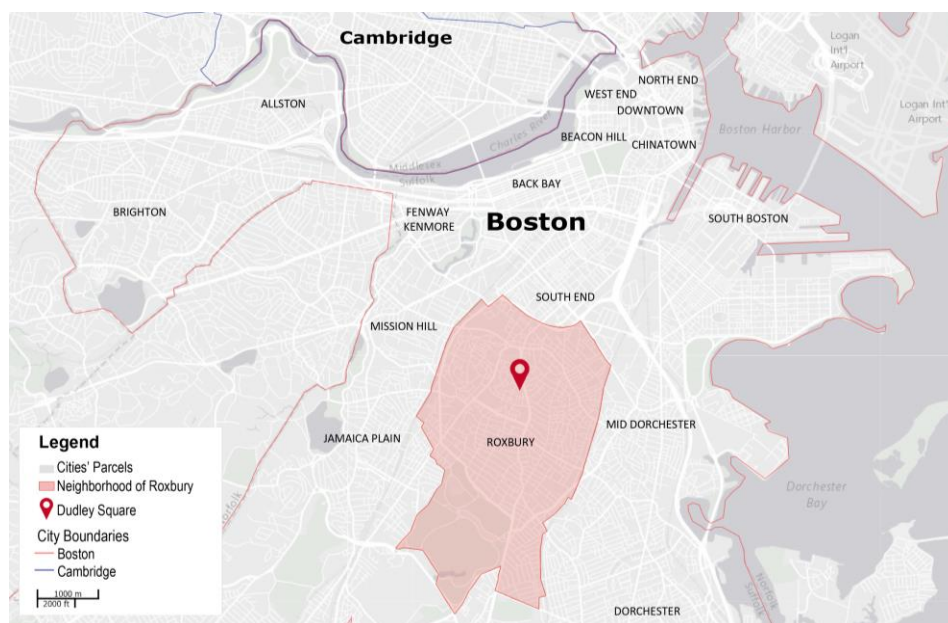 Cambridge
Logan
Int'l
Airport
NORTH END
WEST END
ALLSTON
DOWNTOWN
Logan Int'l
Airport
BEACON HILL
Boston Harbor
CHINATOWN
Charles River
Middlesex
Suffolk
BACK BAY
BRIGHTON
FENWAY
KENMORE
Boston
SOUTH BOSTON
SOUTH END
MISSION HILL
MID DORCHESTER
JAMAICA PLAIN
ROXBURY
Dorchester
Bay
Norfolk
Norfolk
Suffolk
DORCHESTER
Legend
Cities' Parcels
Neighborhood of Roxbury
Dudley Square
City Boundaries
Boston
Cambridge
1000 m
2000 ft